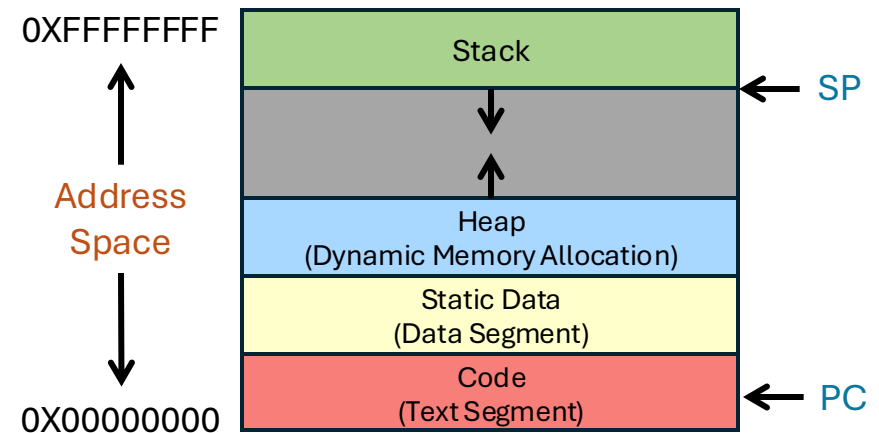 0XFFFFFFFF
Stack
SP
Address
Space
Heap
(Dynamic Memory Allocation)
Static Data
(Data Segment)
Code
(Text Segment)
PC
0X00000000